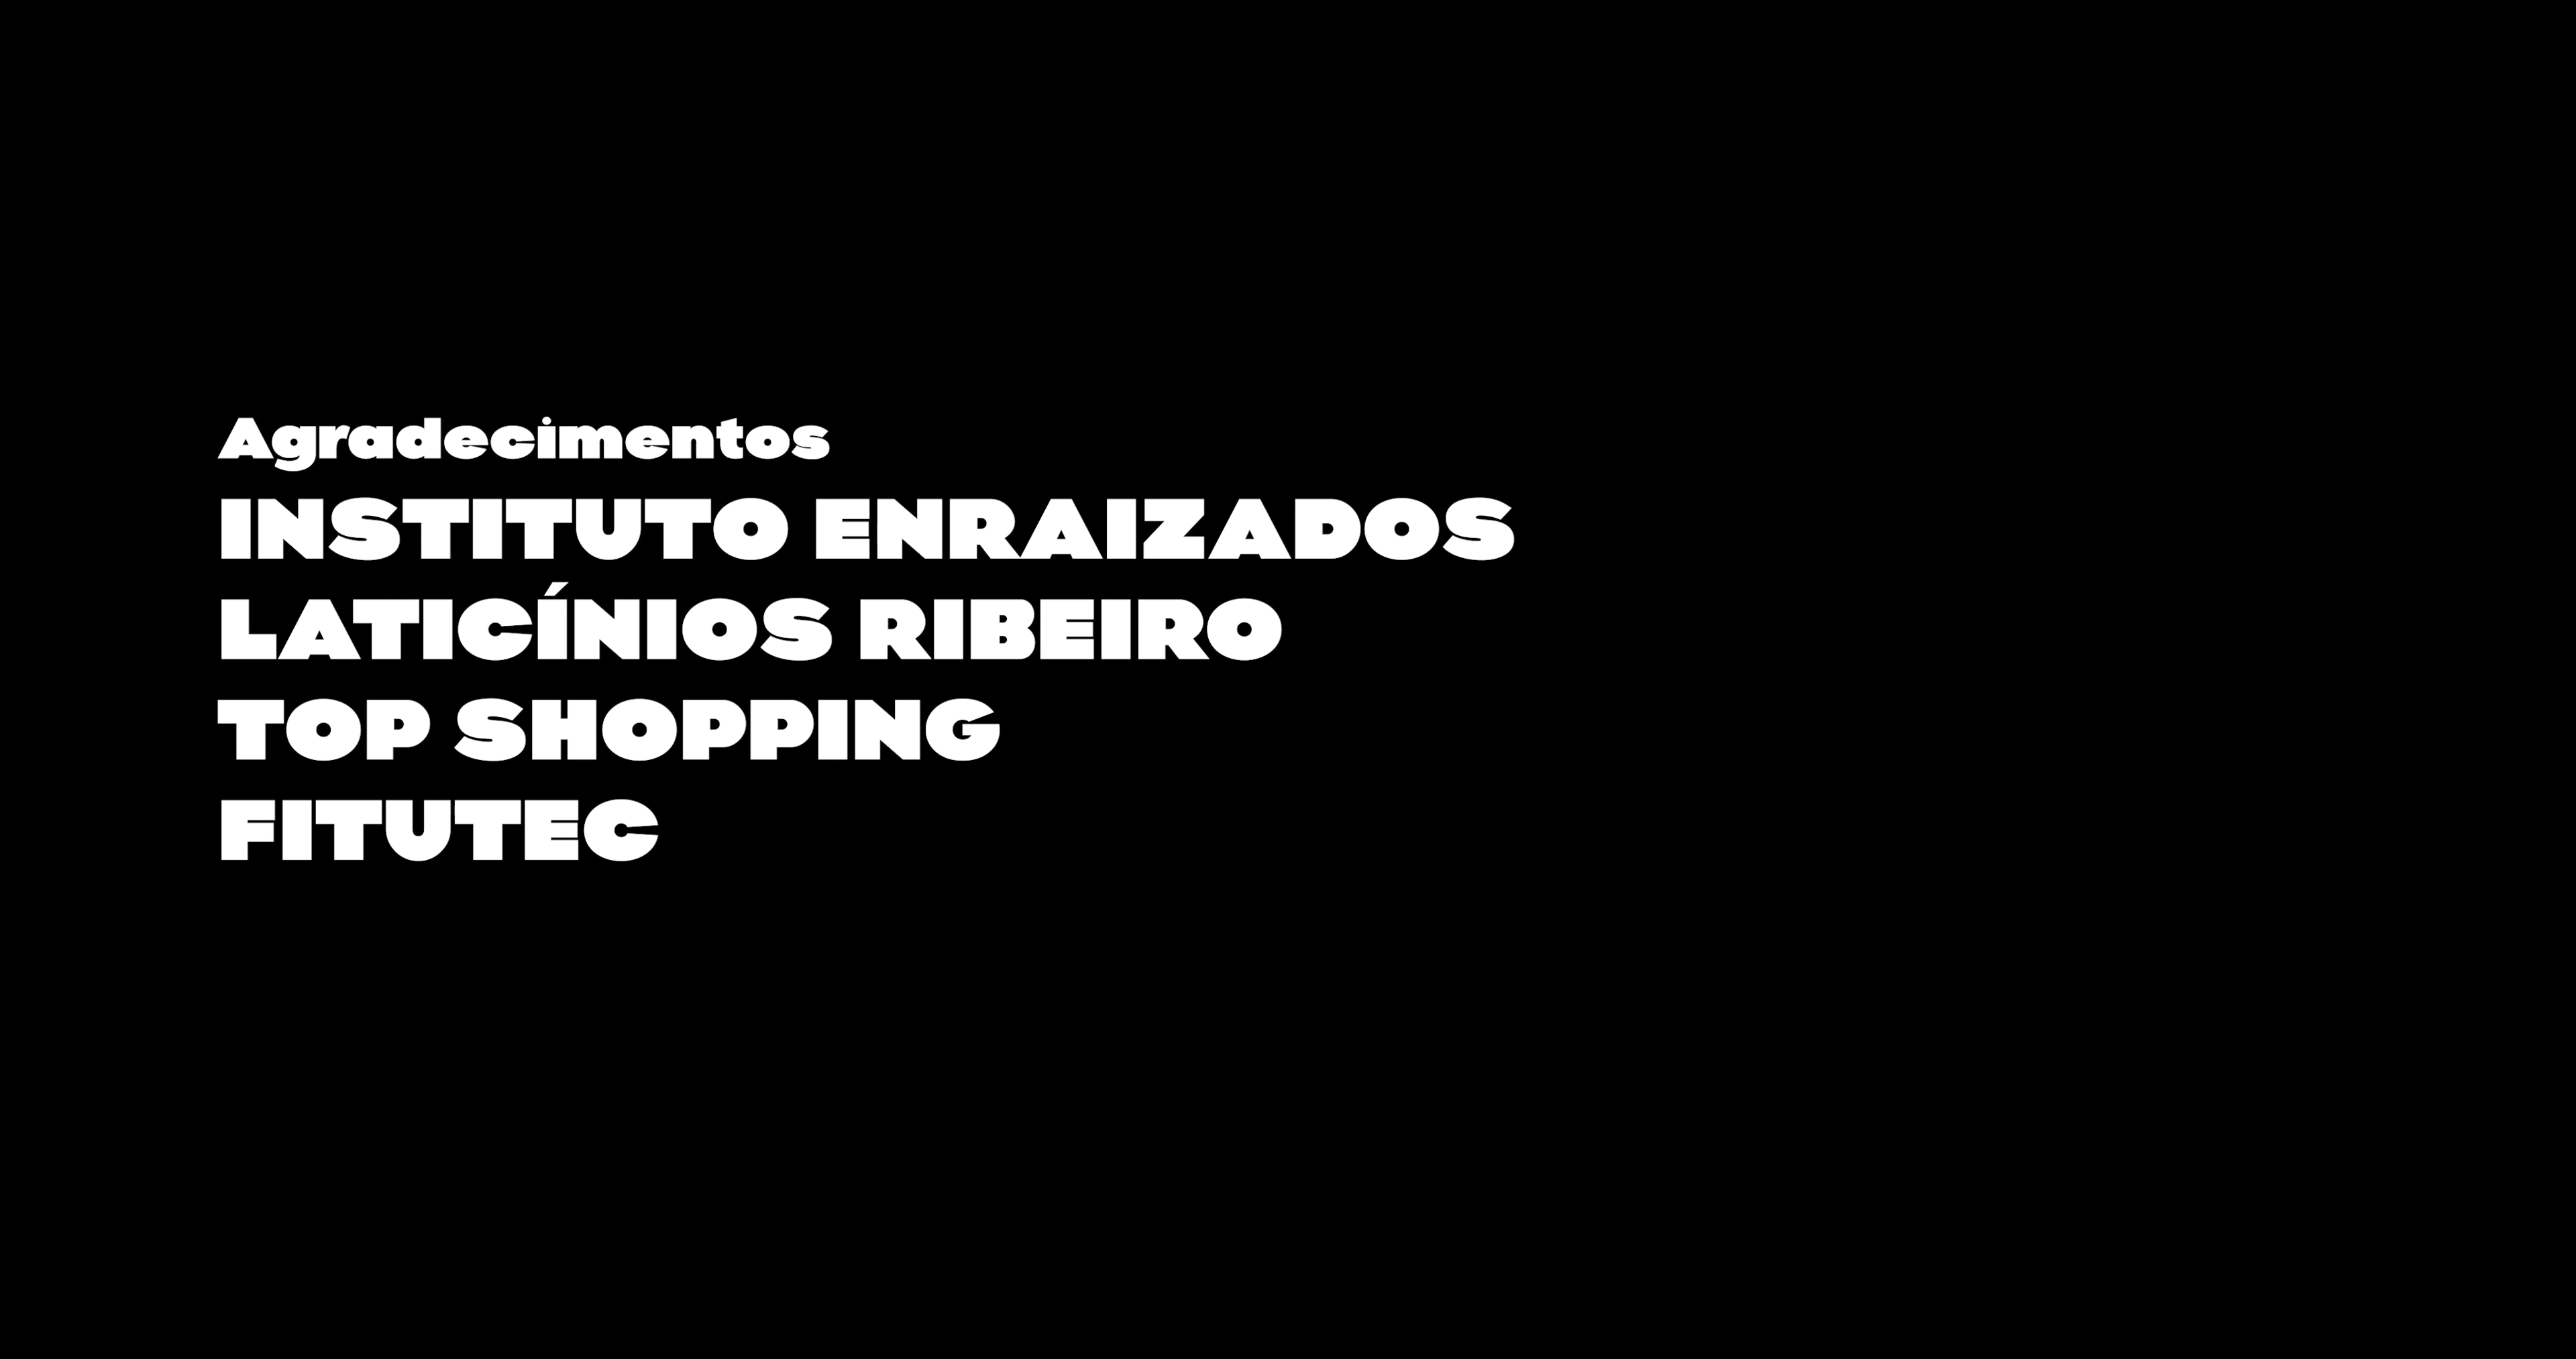 Agradecimentos
INSTITUTO ENRAIZADOS
LATICÍNIOS RIBEIRO
TOP SHOPPING
FITUTEC